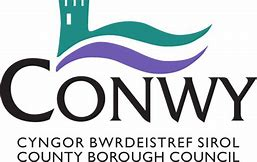 CONWY
CYNGOR BWRDEISTREF SIROL
COUNTY BOROUGH COUNCIL